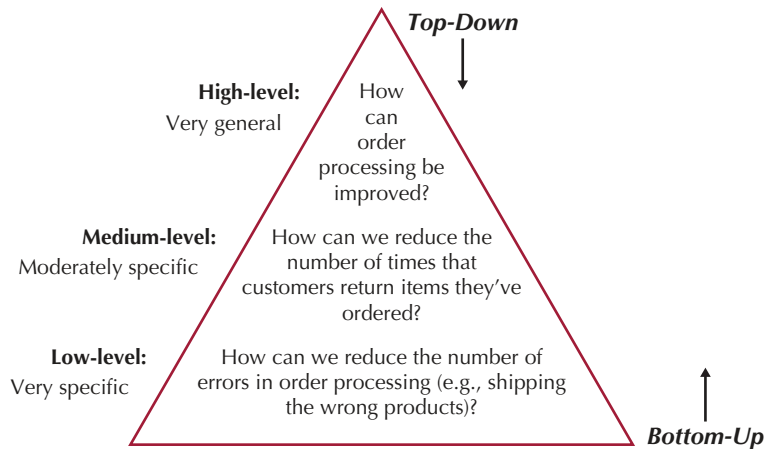 Top-Down
High-level:
Very general
How
can
order
processing be
improved?
Medium-level:
Moderately specific
How can we reduce the
number of times that
customers return items they’ve
ordered?
Low-level:
Very specific
How can we reduce the number of
errors in order processing (e.g., shipping
the wrong products)?
Bottom-Up